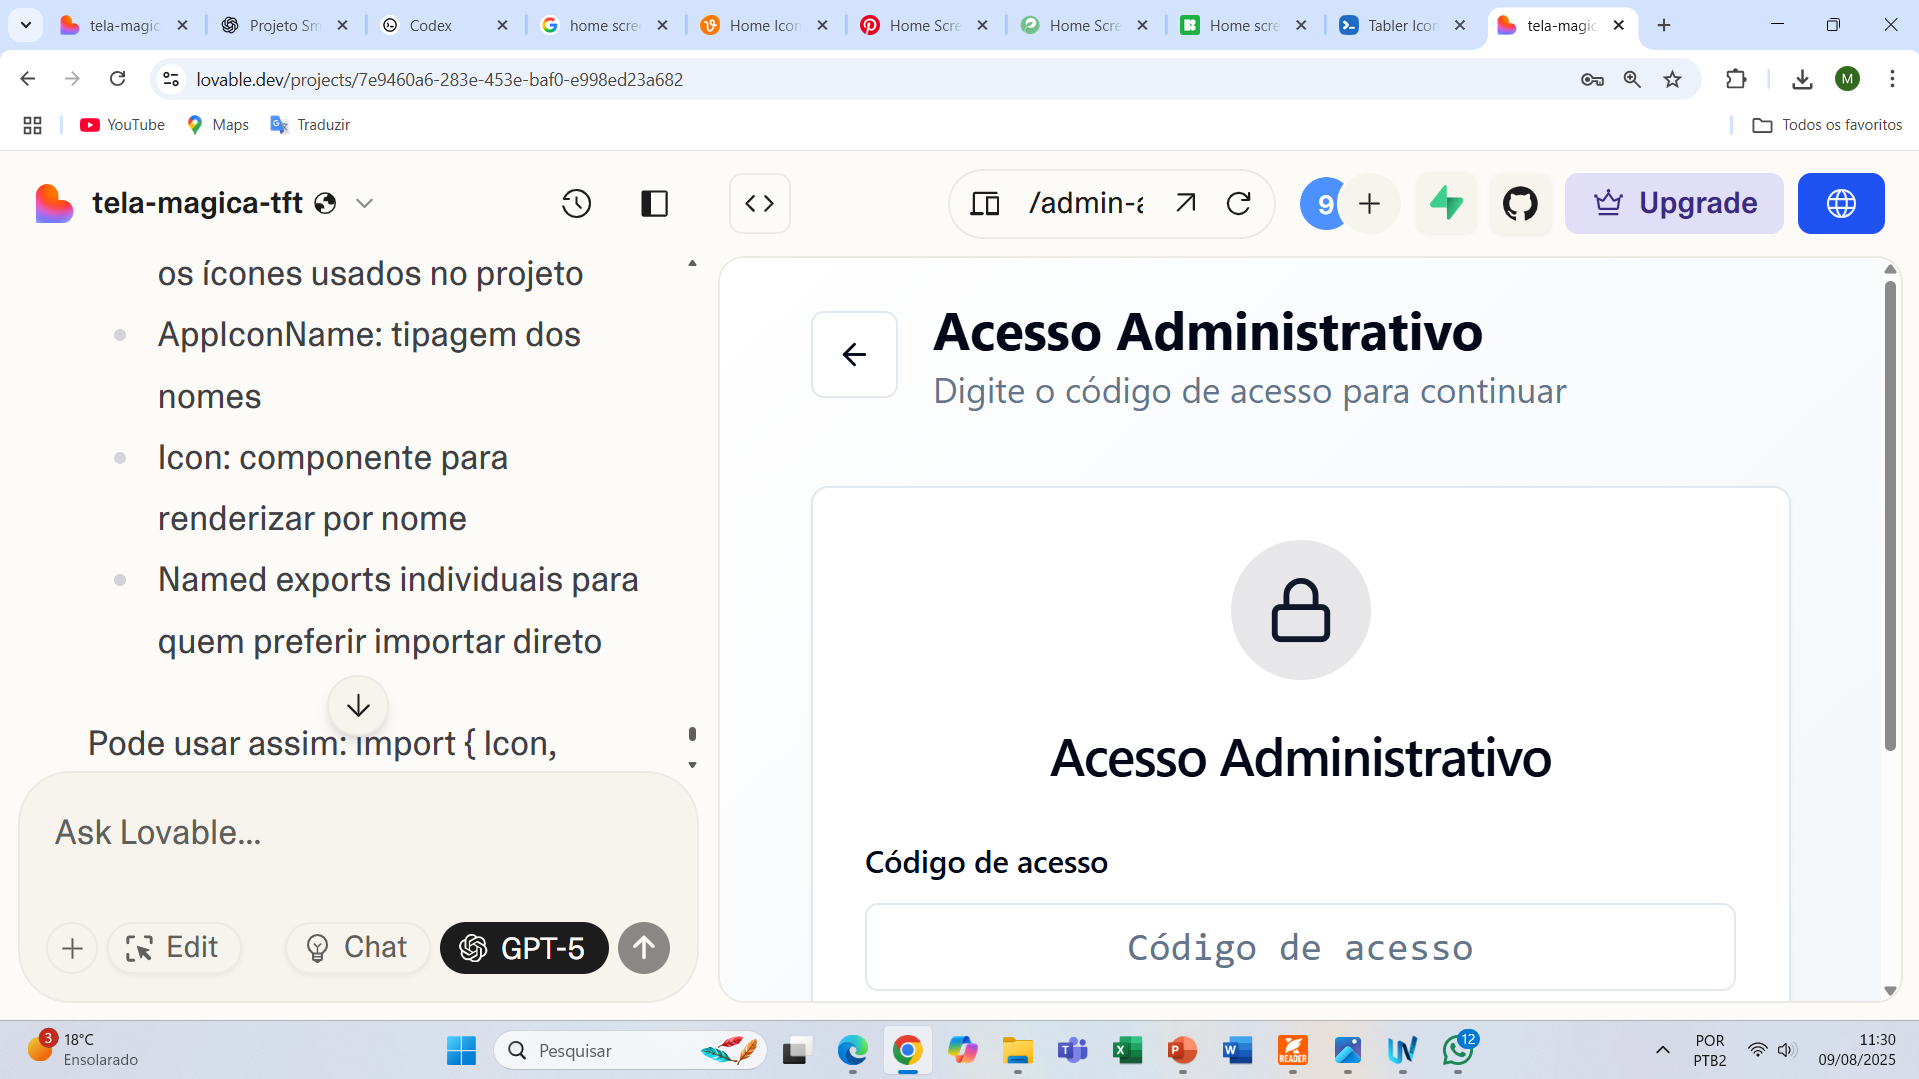 tela-magic
Projeto Sm
Codex
home scre
Home Icon
Home Scre
Home Scre
Home scre
Tabler Icon
tela-magic
lovable.dev/projects/7e9460a6-283e-453e-baf0-e998ed23a682
M
YouTube
Maps
Traduzir
Todos os favoritos
tela-magica-tft
/admin-a
9
Upgrade
os ícones usados no projeto
AppIconName: tipagem dos
nomes
Icon: componente para
renderizar por nome
Named exports individuais para
quem preferir importar direto
Pode usar assim: import { Icon,
Ask Lovable...
Edit
Chat
GPT-5
Acesso Administrativo
Digite o código de acesso para continuar
Acesso Administrativo
Código de acesso
Código de acesso
3
18°C
Ensolarado
Pesquisar
READER
12
POR
PTB2
11:30
09/08/2025